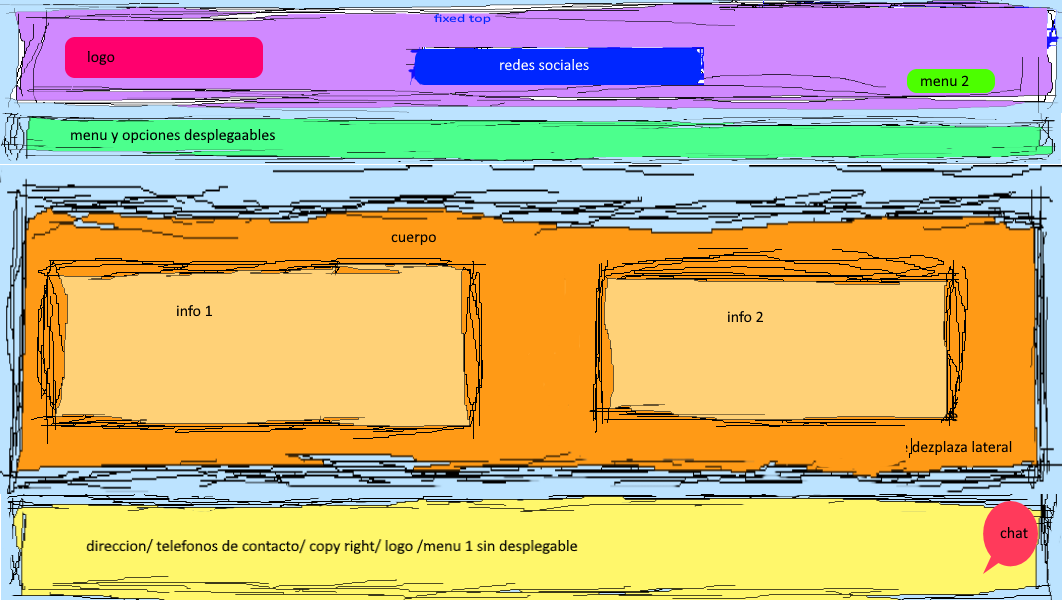 fixed top
logo
redes sociales
menu 2
menu y opciones desplegaables
cuerpo
info 1
info 2
dezplaza lateral
direccion/ telefonos de contacto/ copy right/ logo /menu 1 sin desplegable
chat